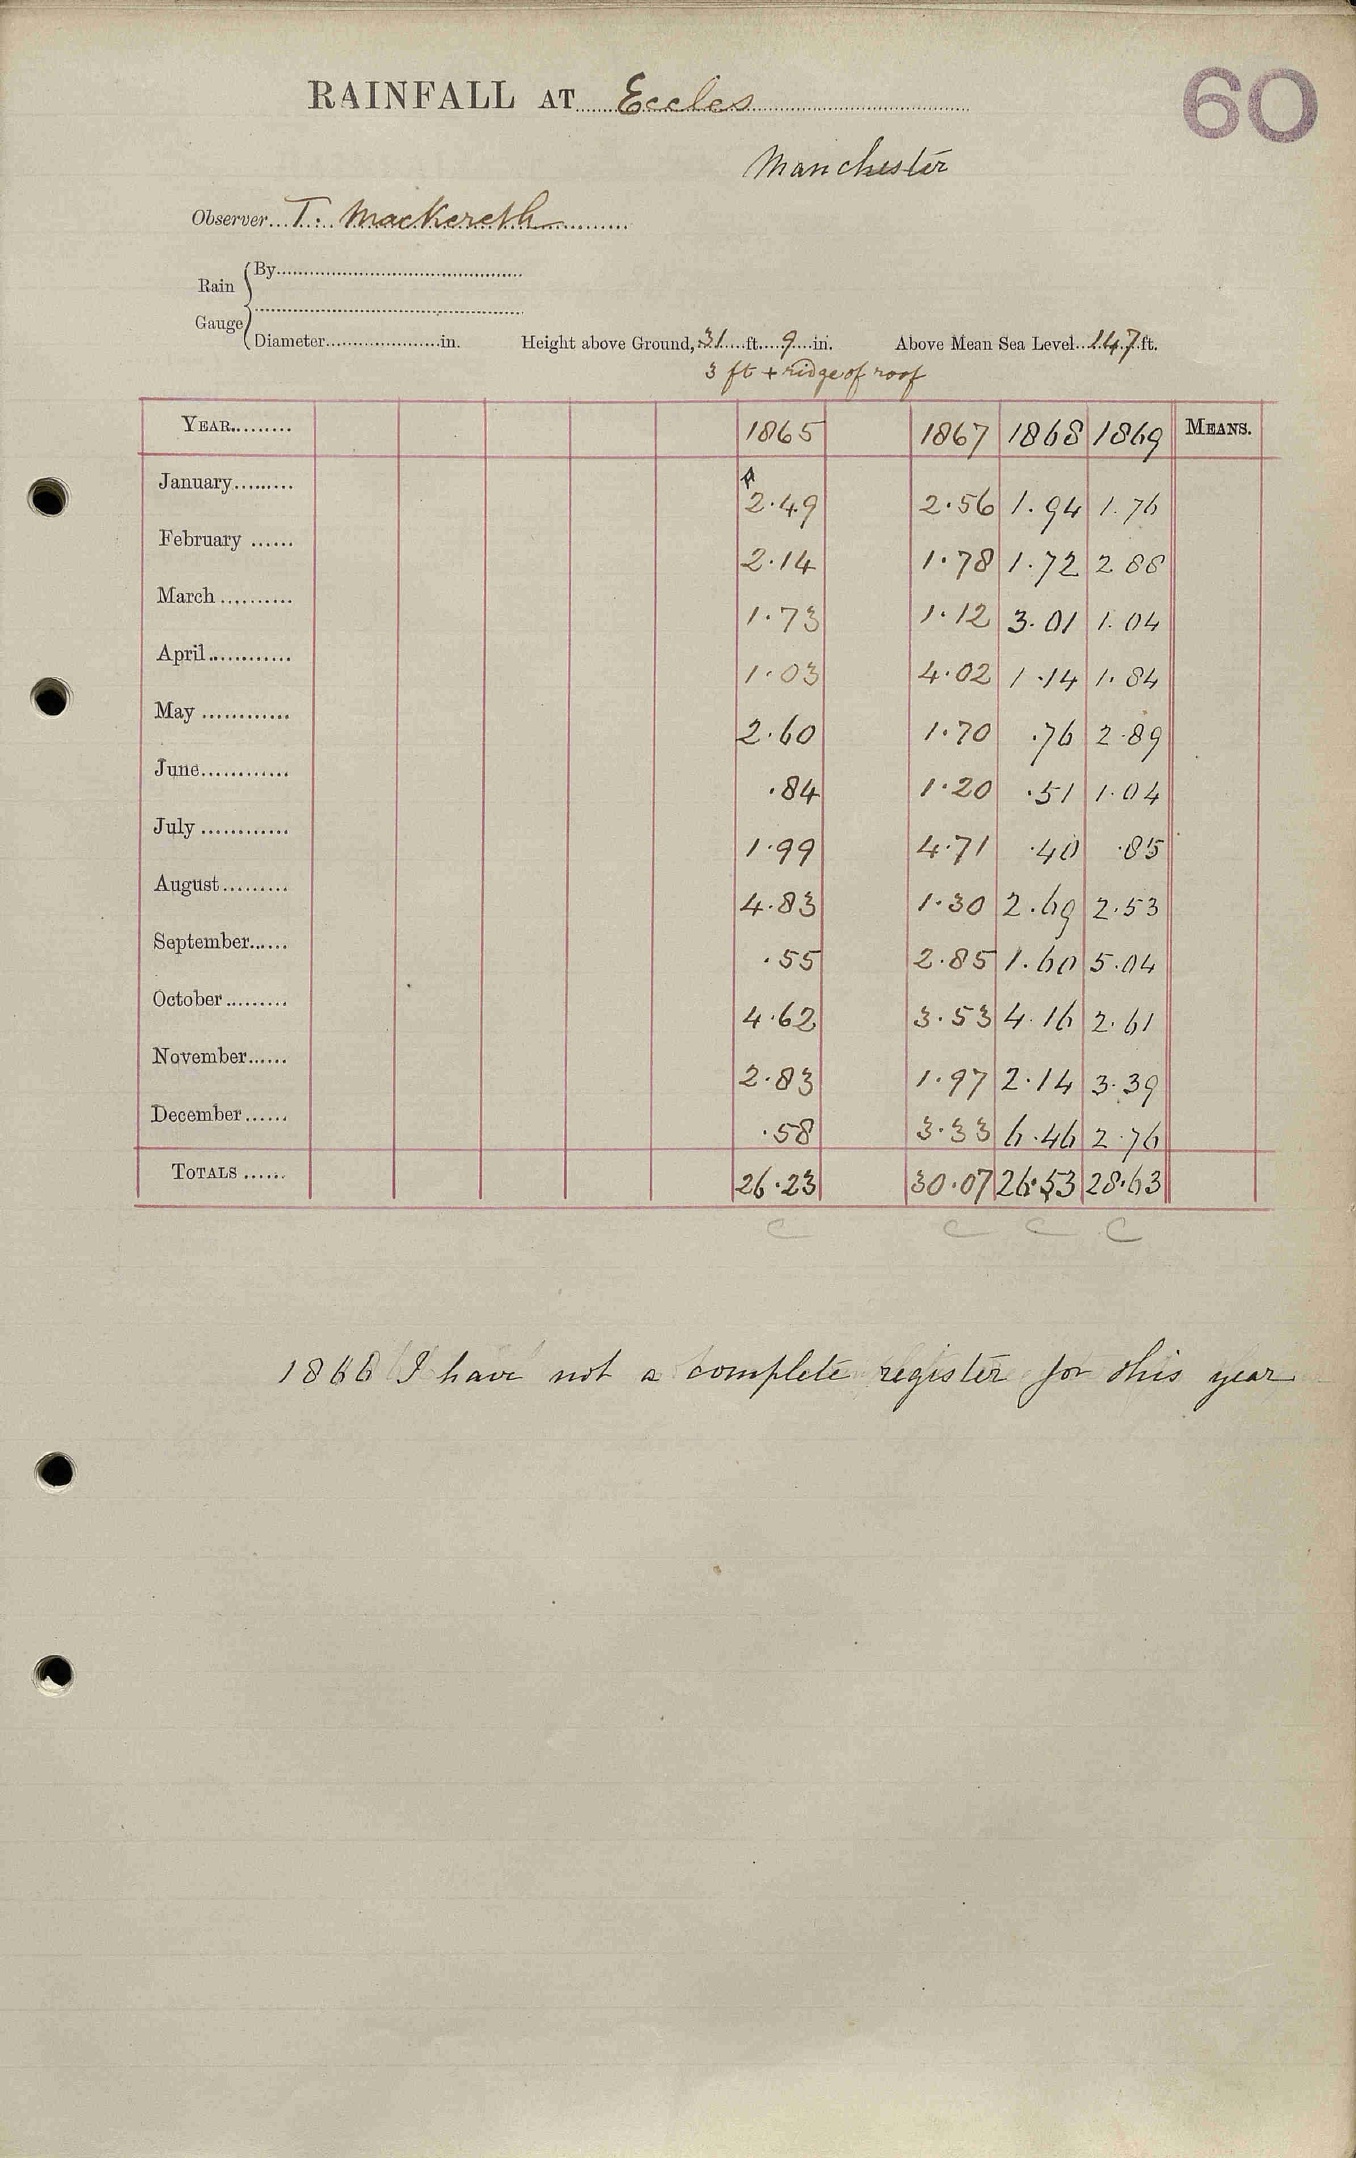 60
RAINFALL AT Eccles
Manchester
Observer T. Mackereth
Rain Gauge
By
Diameter in. Height above Ground, 31 ft. 9 in. Above Mean Sea Level 147 ft.
3 ft + ridge of roof
YEAR 1865 1867 1868 1869 MEANS.
January 2.49 2.56 1.94 1.76
February 2.14 1.78 1.72 2.88
March 1.73 1.12 3.01 1.04
April 1.03 4.02 1.14 1.84
May 2.60 1.70 .76 2.89
June .84 1.20 .51 1.04
July 1.99 4.71 .40 .85
August 4.83 1.30 2.69 2.53
September .55 2.85 1.60 5.04
October 4.62 3.53 4.16 2.61
November 2.83 1.97 2.14 3.39
December .58 3.33 6.46 2.76
TOTALS 26.23 30.07 26.53 28.63
C C C C
1866 I have not a complete register for this year